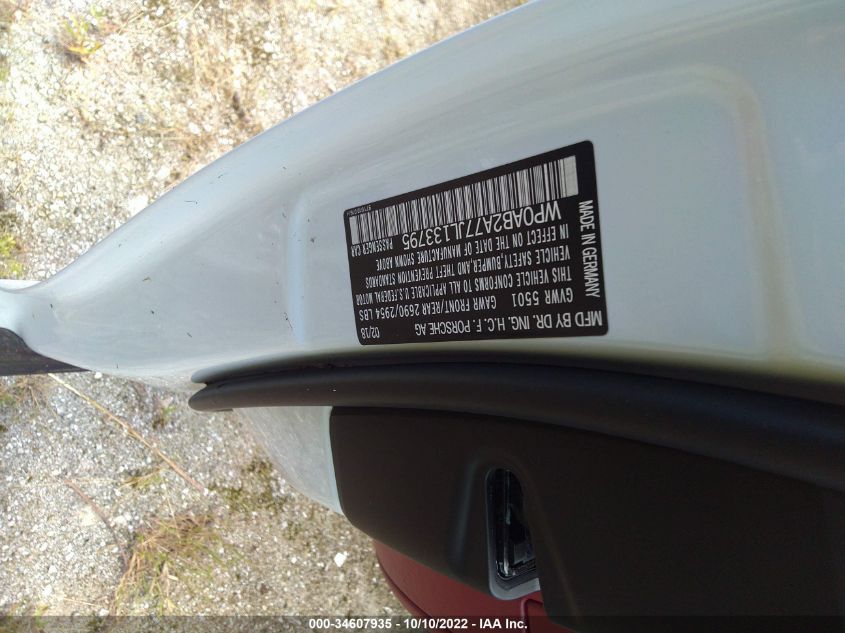 MFD BY DR. ING. H.C. F. PORSCHE AG 02/18
GVWR 5501 GAWR FRONT/REAR 2690/2954 LBS
THIS VEHICLE CONFORMS TO ALL APPLICABLE U.S.FEDERAL MOTOR
VEHICLE SAFETY,BUMPER,AND THEFT PREVENTION STANDARDS
IN EFFECT ON THE DATE OF MANUFACTURE SHOWN ABOVE
WP0AB2A77JL133795 PASSENGER CAR
MADE IN GERMANY
000-34607935 - 10/10/2022 - IAA Inc.